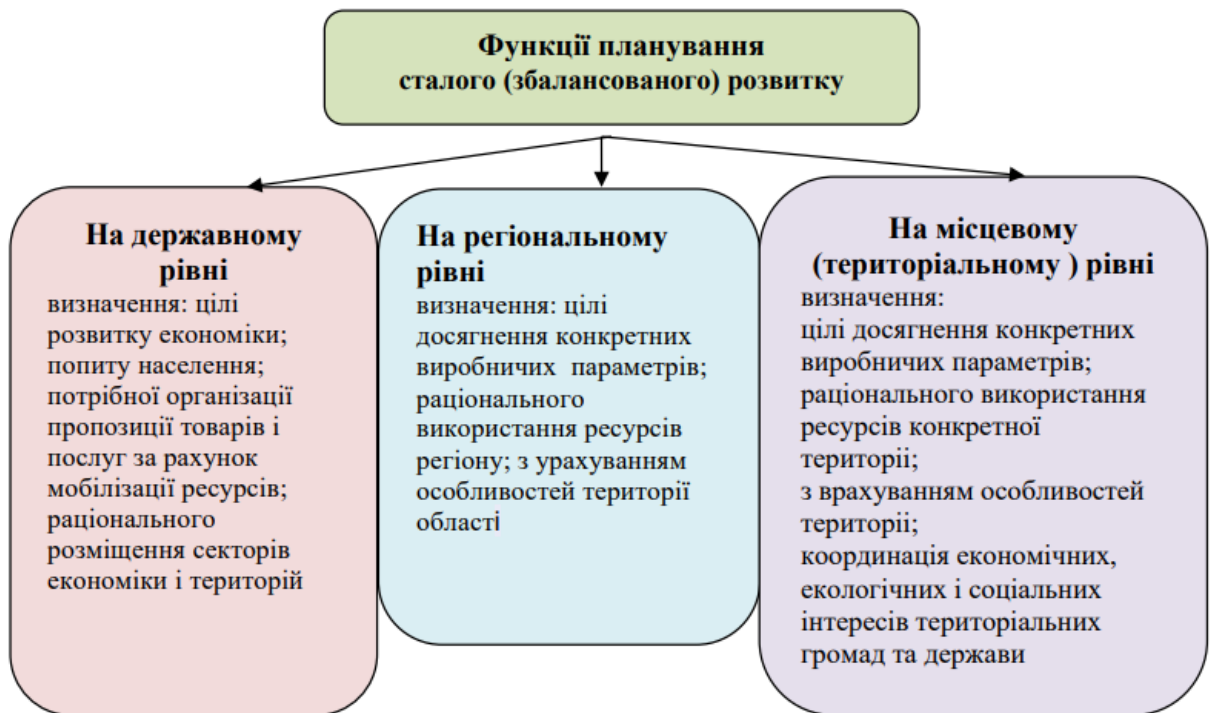 Функції планування
сталого (збалансованого) розвитку
На державному
рівні
визначення: цілі
розвитку економіки;
попиту населення;
потрібної організації
пропозиції товарів і
послуг за рахунок
мобілізації ресурсів;
раціонального
розміщення секторів
економіки і територій
На регіональному
рівні
визначення: цілі
досягнення конкретних
виробничих параметрів;
раціонального
використання ресурсів
регіону; з урахуванням
особливостей території
області
На місцевому
(територіальному ) рівні
визначення:
цілі досягнення конкретних
виробничих параметрів;
раціонального використання
ресурсів конкретної
територіі;
з врахуванням особливостей
територіі;
координація економічних,
екологічних і соціальних
інтересів територіальних
громад та держави